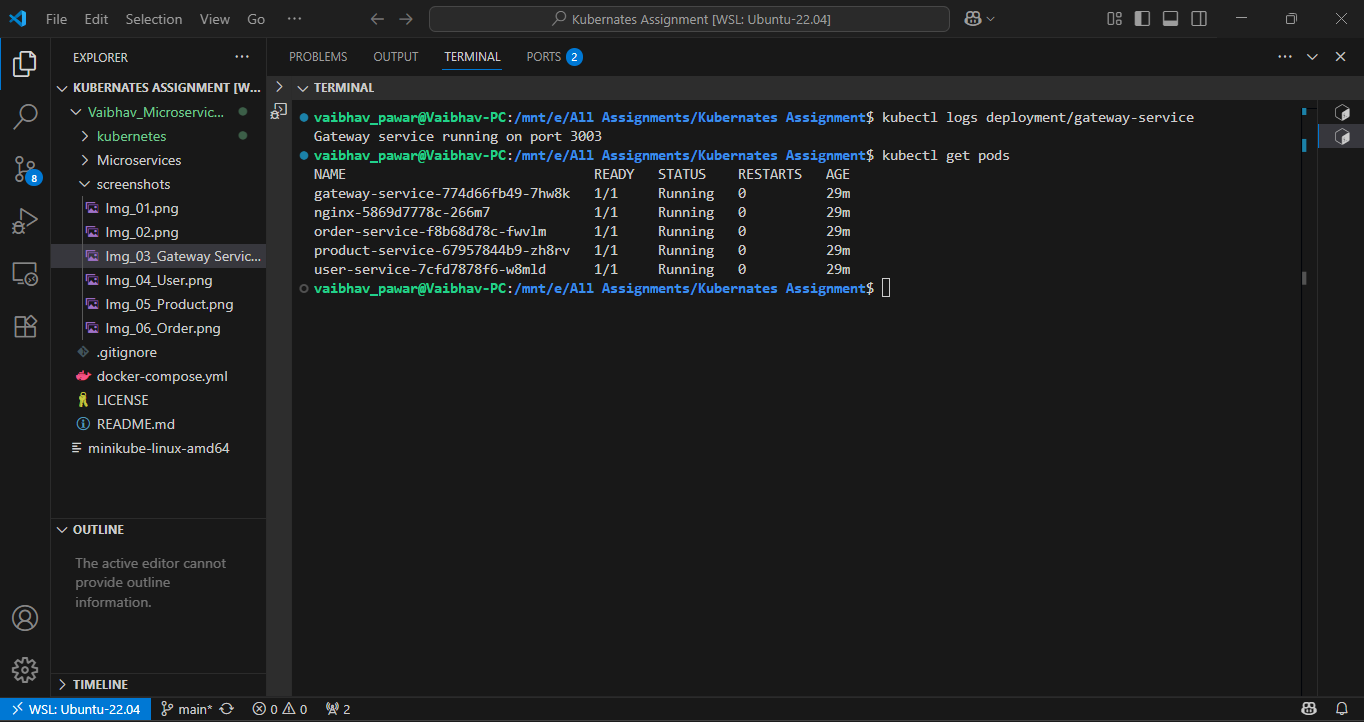 File Edit Selection View Go ···
Kubernates Assignment [WSL: Ubuntu-22.04]
EXPLORER ···
KUBERNATES ASSIGNMENT [W...
Vaibhav_Microservic...
kubernetes
Microservices
screenshots
Img_01.png
Img_02.png
Img_03_Gateway Servic...
Img_04_User.png
Img_05_Product.png
Img_06_Order.png
.gitignore
docker-compose.yml
LICENSE
README.md
minikube-linux-amd64
OUTLINE
The active editor cannot
provide outline
information.
TIMELINE
8
PROBLEMS OUTPUT TERMINAL PORTS 2 ···
TERMINAL
vaibhav_pawar@Vaibhav-PC:/mnt/e/All Assignments/Kubernates Assignment$ kubectl logs deployment/gateway-service
Gateway service running on port 3003
vaibhav_pawar@Vaibhav-PC:/mnt/e/All Assignments/Kubernates Assignment$ kubectl get pods
NAME READY STATUS RESTARTS AGE
gateway-service-774d66fb49-7hw8k 1/1 Running 0 29m
nginx-5869d7778c-266m7 1/1 Running 0 29m
order-service-f8b68d78c-fwvlm 1/1 Running 0 29m
product-service-67957844b9-zh8rv 1/1 Running 0 29m
user-service-7cfd7878f6-w8mld 1/1 Running 0 29m
vaibhav_pawar@Vaibhav-PC:/mnt/e/All Assignments/Kubernates Assignment$
WSL: Ubuntu-22.04 main* 0 0 2